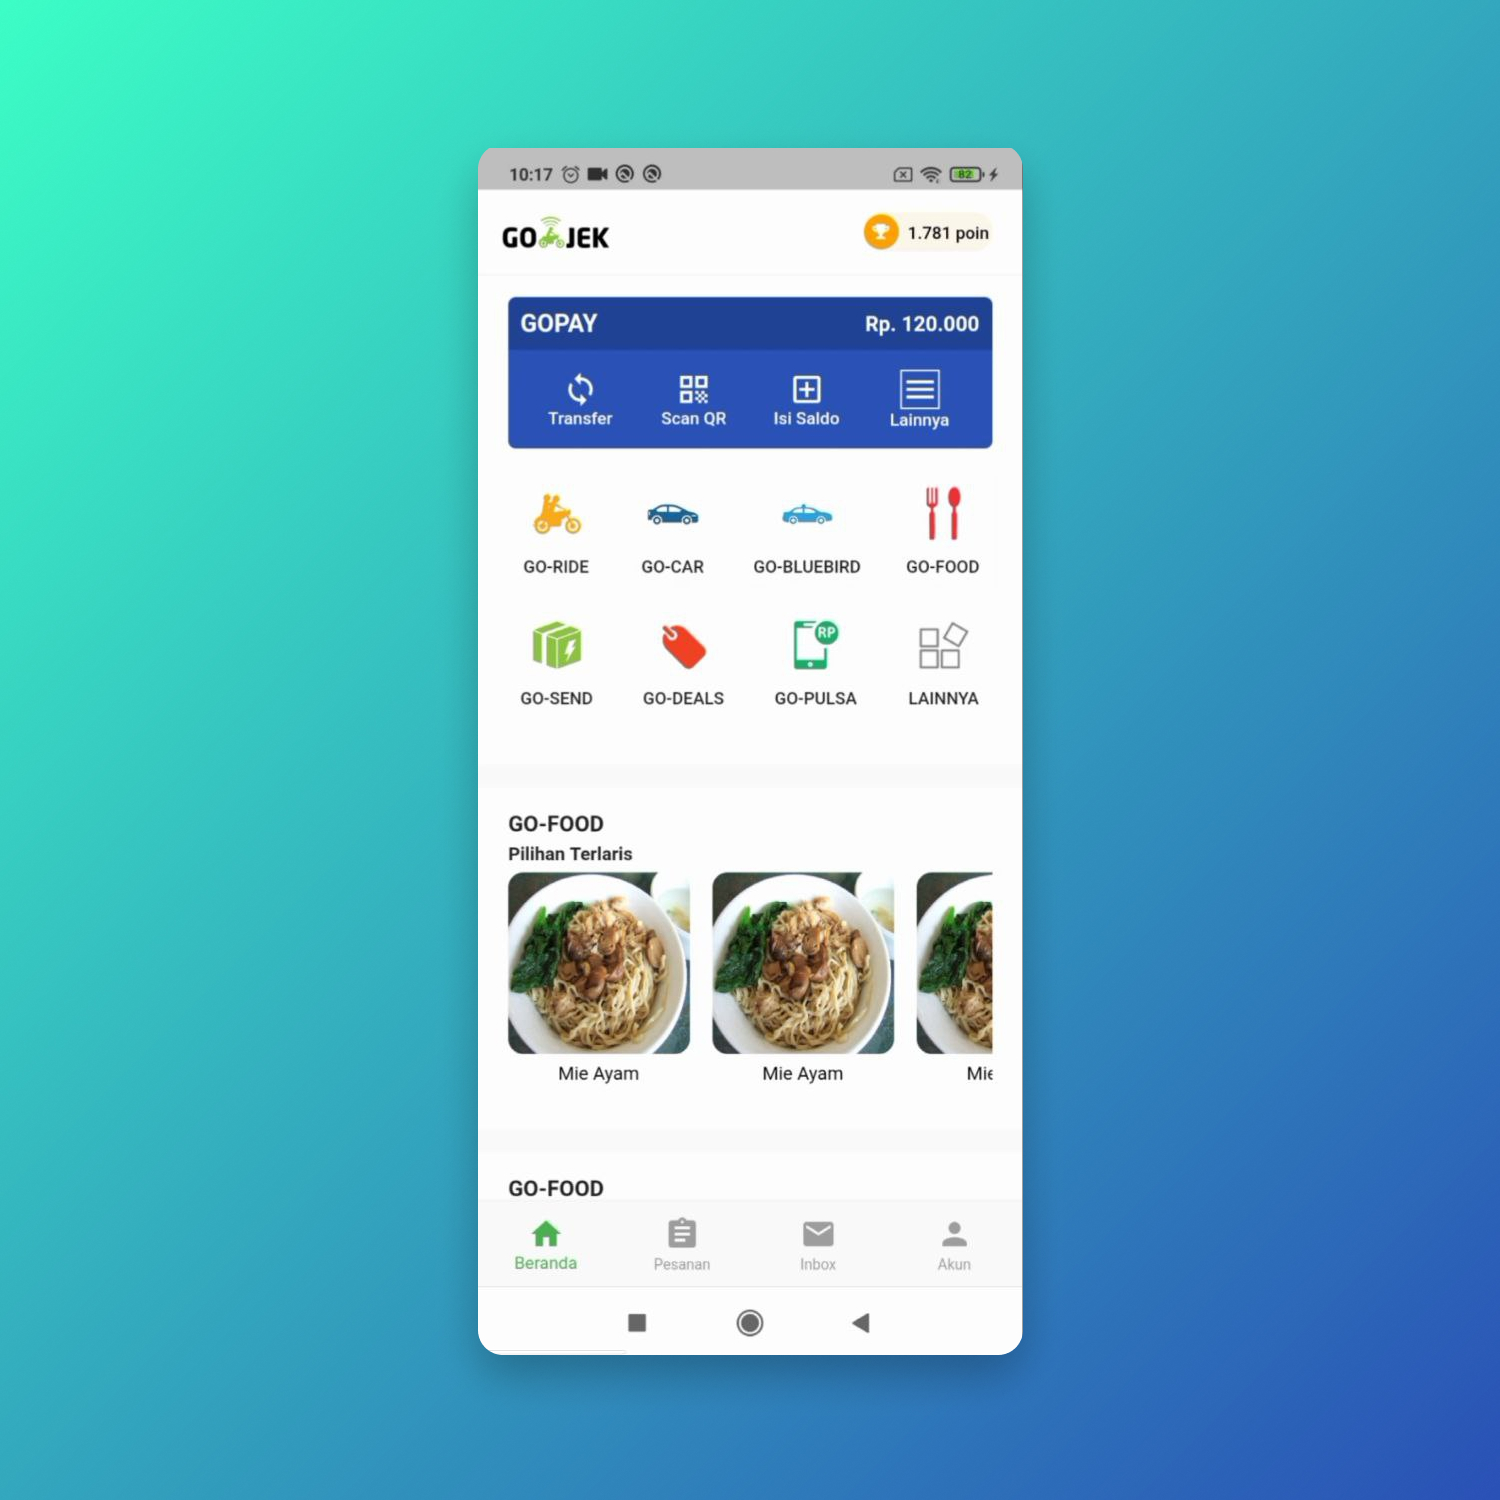 10:17
82
GO JEK
1.781 poin
GOPAY
Rp. 120.000
Transfer Scan QR Isi Saldo Lainnya
GO-RIDE GO-CAR GO-BLUEBIRD GO-FOOD
RP
GO-SEND GO-DEALS GO-PULSA LAINNYA
GO-FOOD
Pilihan Terlaris
Mie Ayam Mie Ayam Mie
GO-FOOD
Beranda Pesanan Inbox Akun